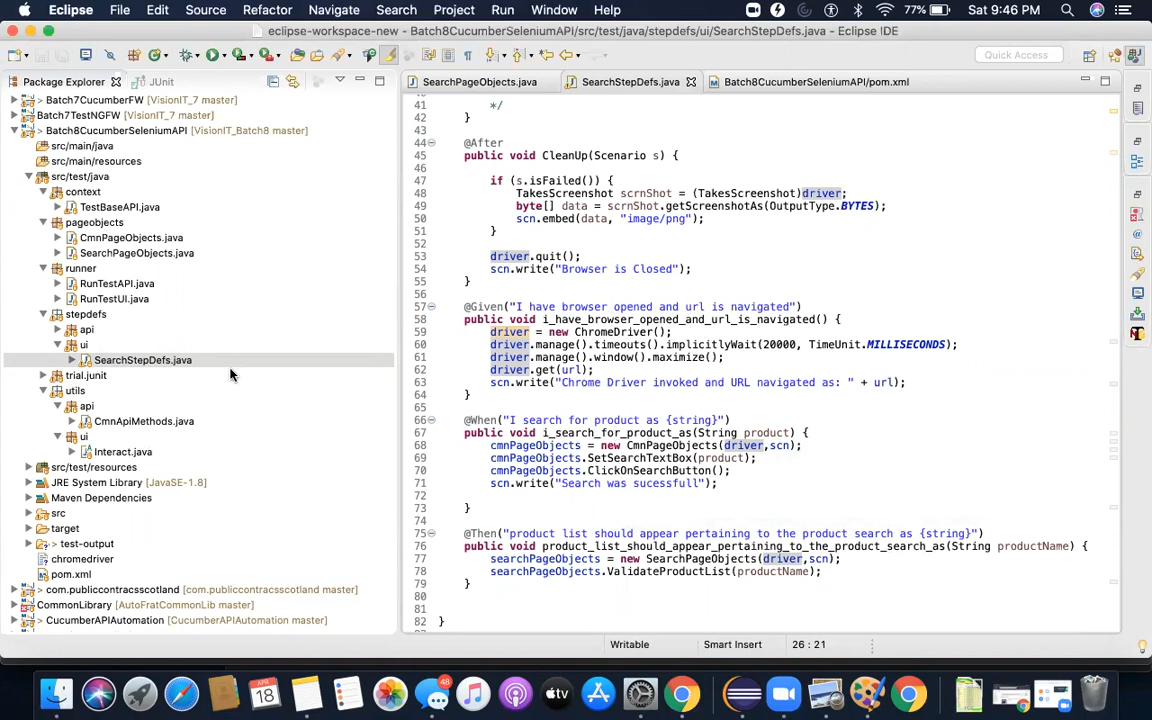 Eclipse File Edit Source Refactor Navigate Search Project Run Window Help 77% Sat 9:46 PM
eclipse-workspace-new - Batch8CucumberSeleniumAPI/src/test/java/stepdefs/ui/SearchStepDefs.java - Eclipse IDE
Quick Access
Package Explorer JUnit
Batch7CucumberFW [VisionIT_7 master]
Batch7TestNGFW [VisionIT_7 master]
> Batch8CucumberSeleniumAPI [VisionIT_Batch8 master]
src/main/java
src/main/resources
src/test/java
context
TestBaseAPI.java
pageobjects
CmnPageObjects.java
SearchPageObjects.java
runner
RunTestAPI.java
RunTestUI.java
stepdefs
api
ui
SearchStepDefs.java
trial.junit
utils
api
CmnApiMethods.java
ui
Interact.java
src/test/resources
JRE System Library [JavaSE-1.8]
Maven Dependencies
src
target
> test-output
chromedriver
pom.xml
> com.publiccontracsscotland [com.publiccontracsscotland master]
CommonLibrary [AutoFratCommonLib master]
> CucumberAPIAutomation [CucumberAPIAutomation master]
SearchPageObjects.java SearchStepDefs.java Batch8CucumberSeleniumAPI/pom.xml
41 */
42 }
43
44 @After
45 public void CleanUp(Scenario s) {
46
47 if (s.isFailed()) {
48 TakesScreenshot scrnShot = (TakesScreenshot)driver;
49 byte[] data = scrnShot.getScreenshotAs(OutputType.BYTES);
50 scn.embed(data, "image/png");
51 }
52
53 driver.quit();
54 scn.write("Browser is Closed");
55 }
56
57 @Given("I have browser opened and url is navigated")
58 public void i_have_browser_opened_and_url_is_navigated() {
59 driver = new ChromeDriver();
60 driver.manage().timeouts().implicitlyWait(20000, TimeUnit.MILLISECONDS);
61 driver.manage().window().maximize();
62 driver.get(url);
63 scn.write("Chrome Driver invoked and URL navigated as: " + url);
64 }
65
66 @When("I search for product as {string}")
67 public void i_search_for_product_as(String product) {
68 cmnPageObjects = new CmnPageObjects(driver,scn);
69 cmnPageObjects.SetSearchTextBox(product);
70 cmnPageObjects.ClickOnSearchButton();
71 scn.write("Search was sucessfull");
72
73 }
74
75 @Then("product list should appear pertaining to the product search as {string}")
76 public void product_list_should_appear_pertaining_to_the_product_search_as(String productName) {
77 searchPageObjects = new SearchPageObjects(driver,scn);
78 searchPageObjects.ValidateProductList(productName);
79 }
80
81
82 }
Writable Smart Insert 26 : 21
48
18